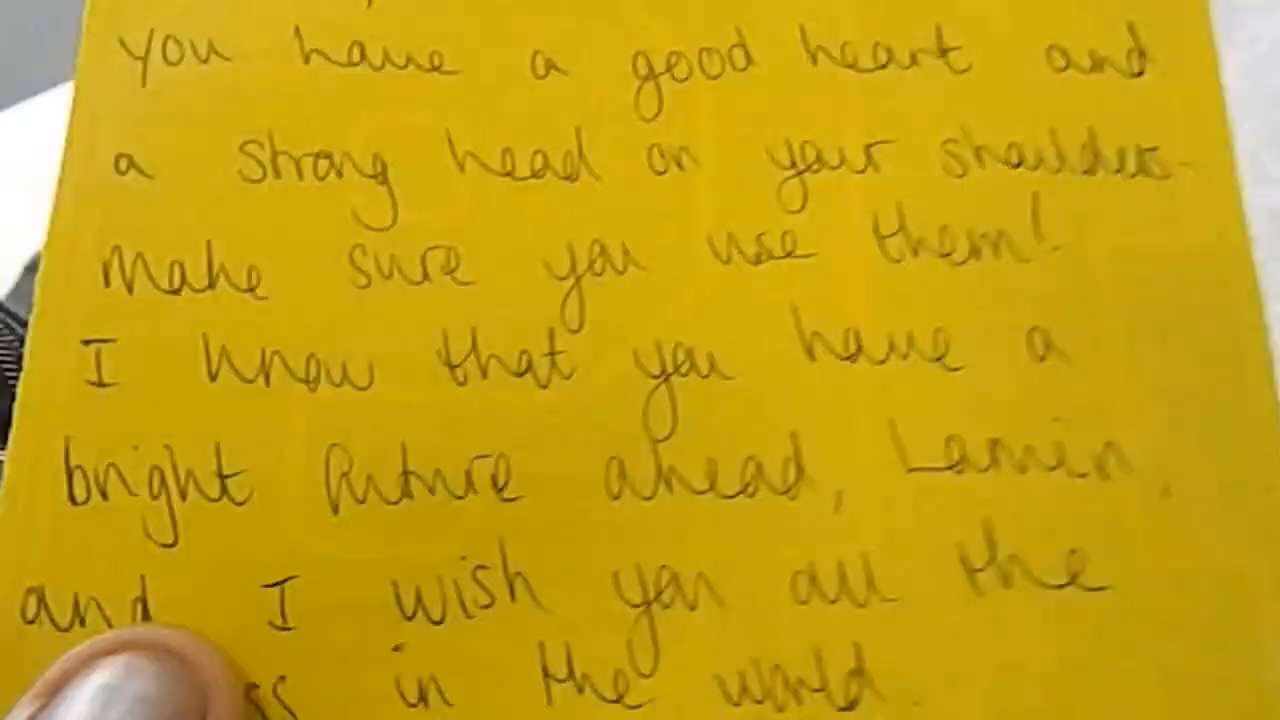 you have a good heart and
a strong head on your shoulders -
make sure you use them!
I know that you have a
bright future ahead, Lamin,
and I wish you all the
in the world.